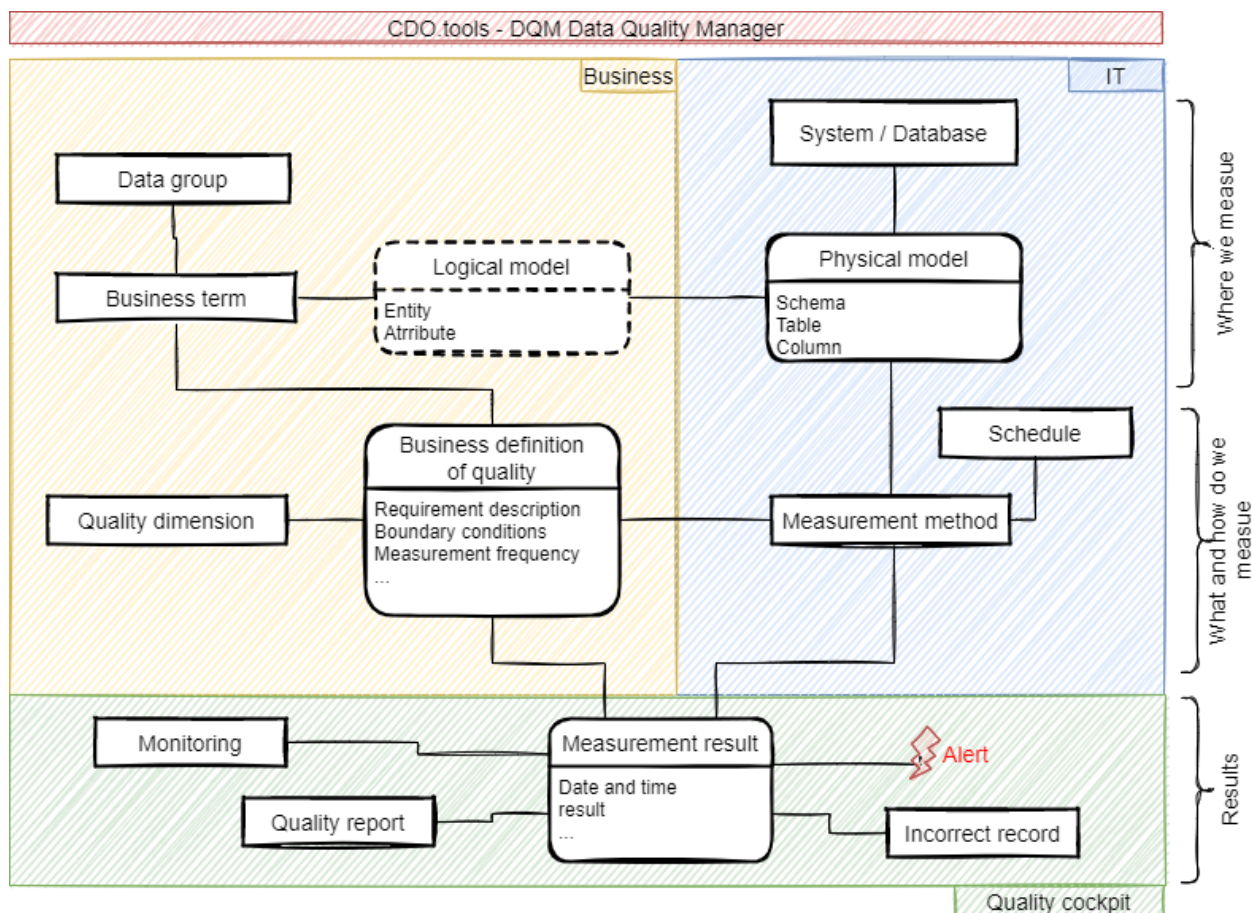 CDO.tools - DQM Data Quality Manager
Business
IT
System / Database
Data group
Logical model
Entity
Atrribute
Physical model
Schema
Table
Column
Business term
Where we measue
Business definition
of quality
Requirement description
Boundary conditions
Measurement frequency
...
Quality dimension
Schedule
Measurement method
What and how do we
measue
Monitoring
Measurement result
Date and time
result
...
Alert
Quality report
Incorrect record
Results
Quality cockpit